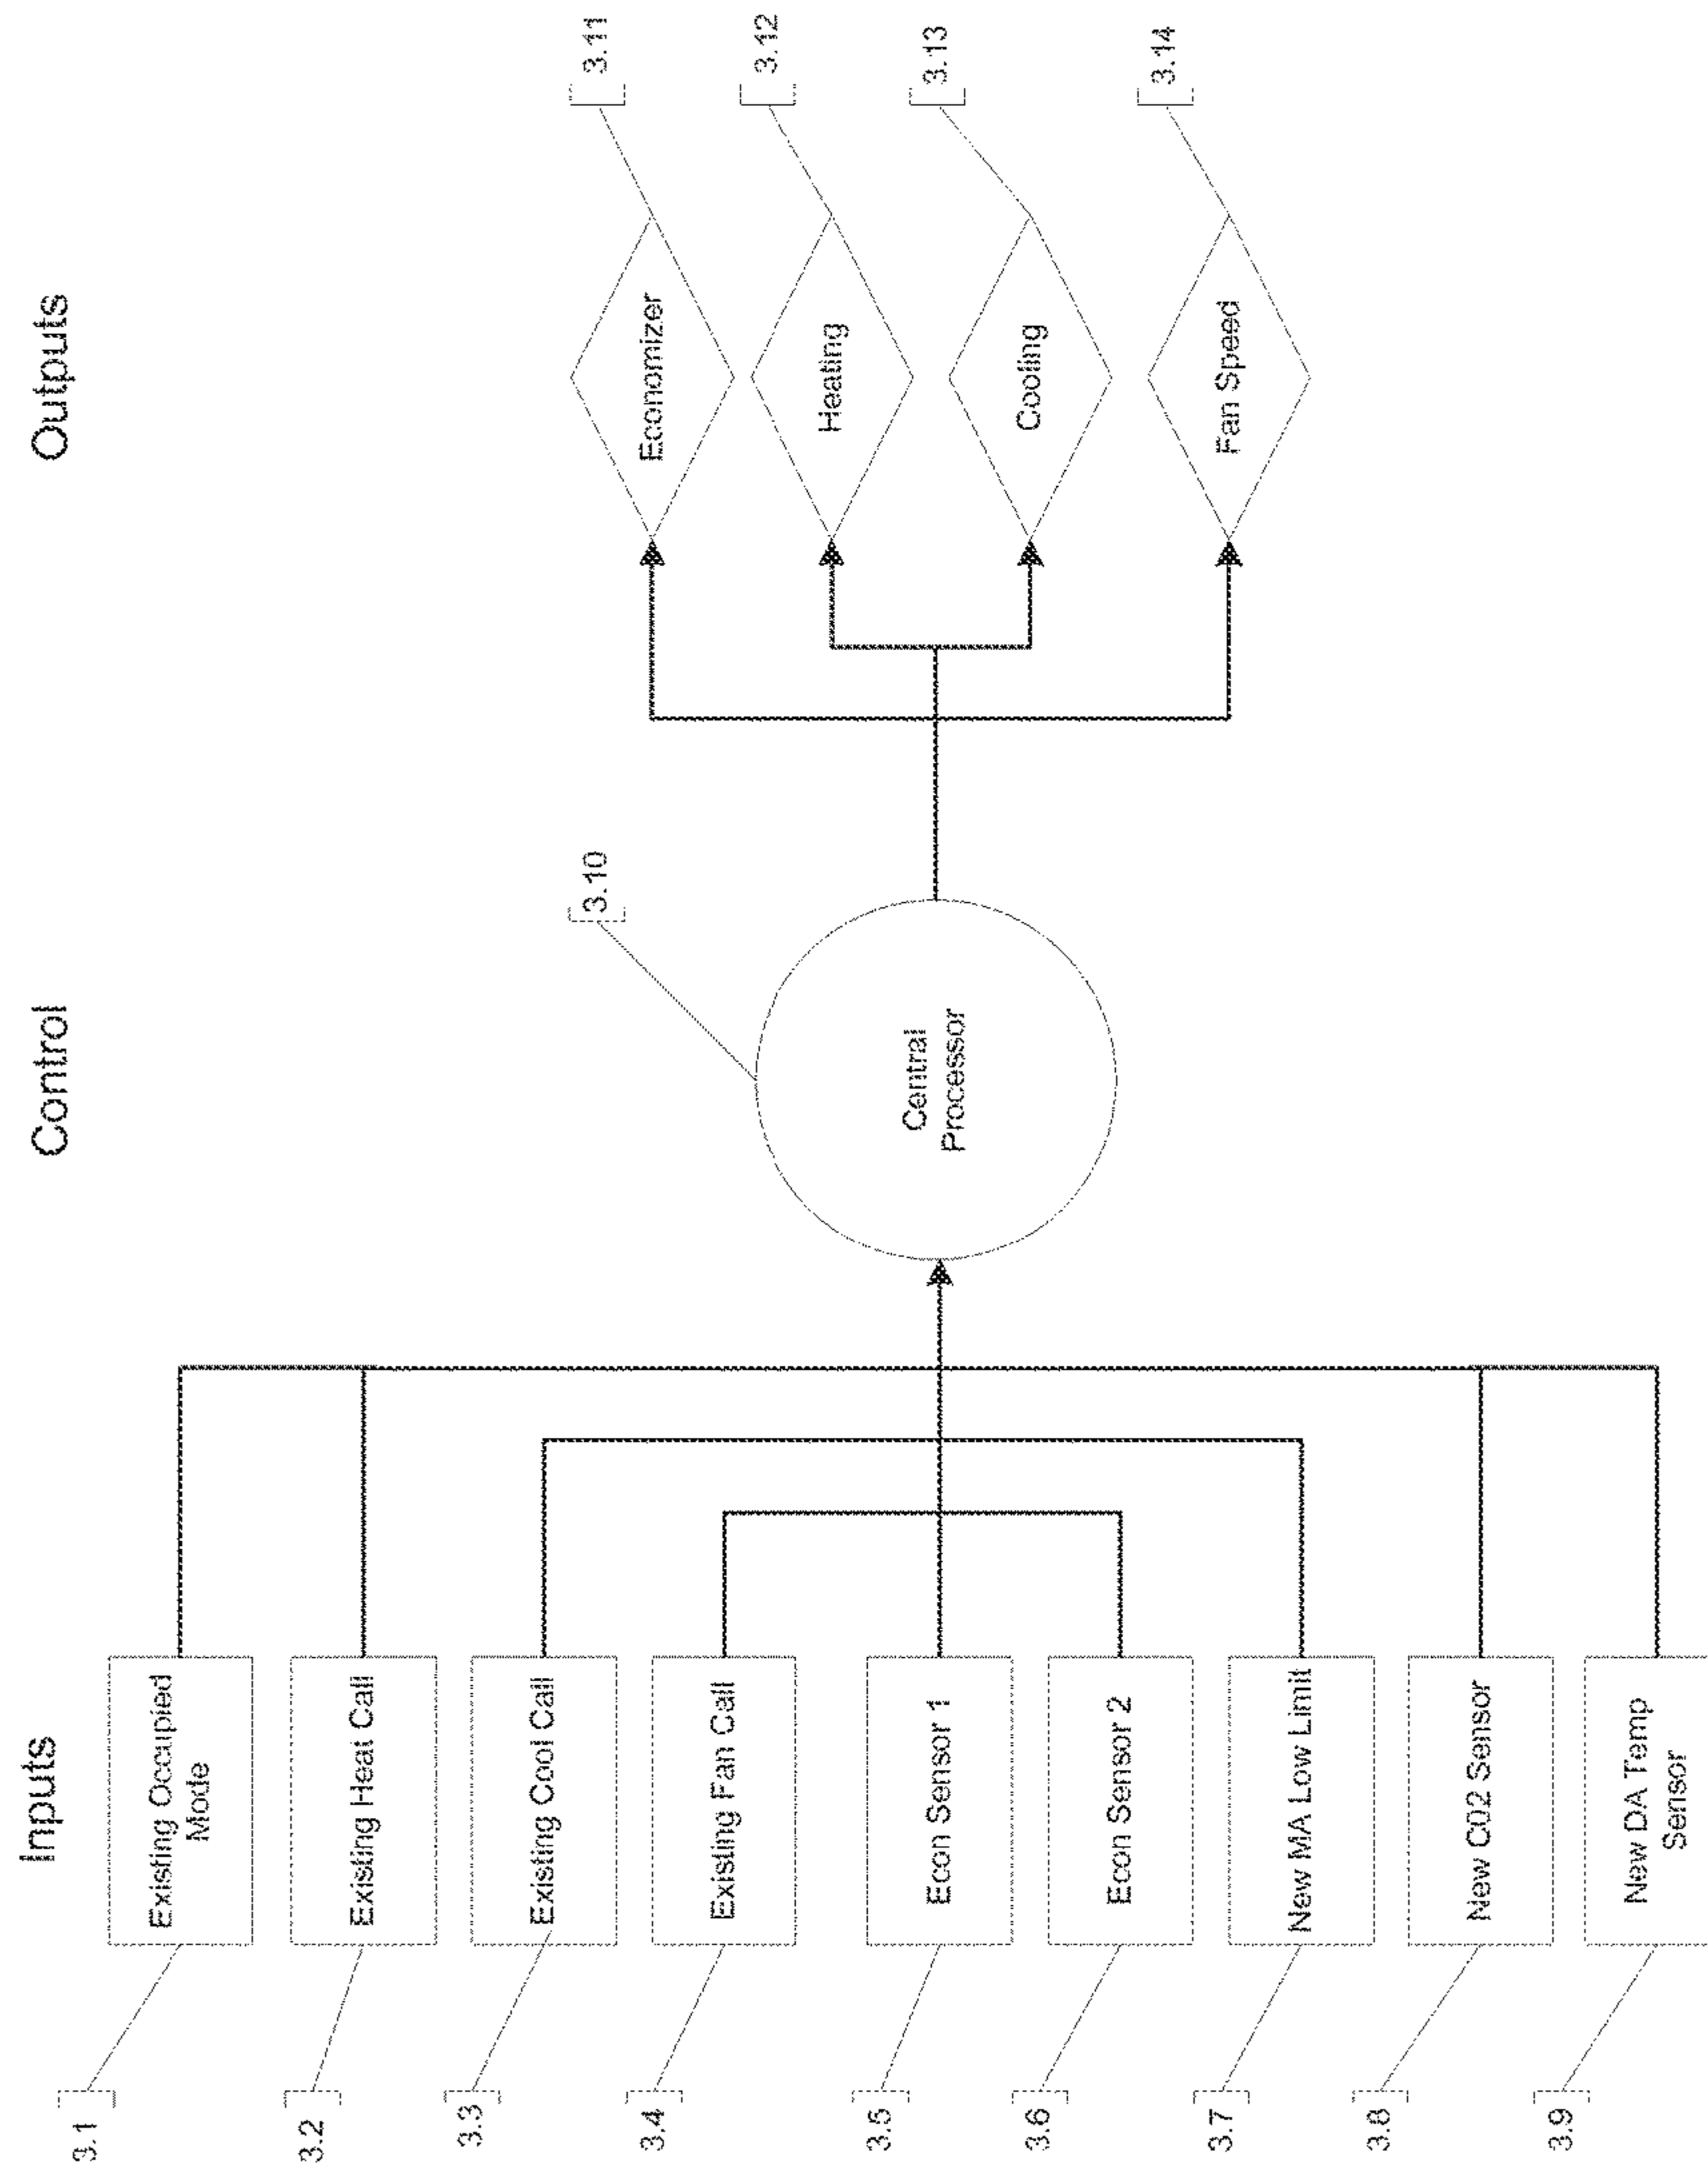 Inputs
Control
Outputs
3.1
Existing Occupied
Mode
3.2
Existing Heat Call
3.3
Existing Cool Call
3.4
Existing Fan Call
3.5
Econ Sensor 1
3.6
Econ Sensor 2
3.7
New MA Low Limit
3.8
New C02 Sensor
3.9
New DA Temp
Sensor
3.10
Central
Processor
3.11
Economizer
3.12
Heating
3.13
Cooling
3.14
Fan Speed